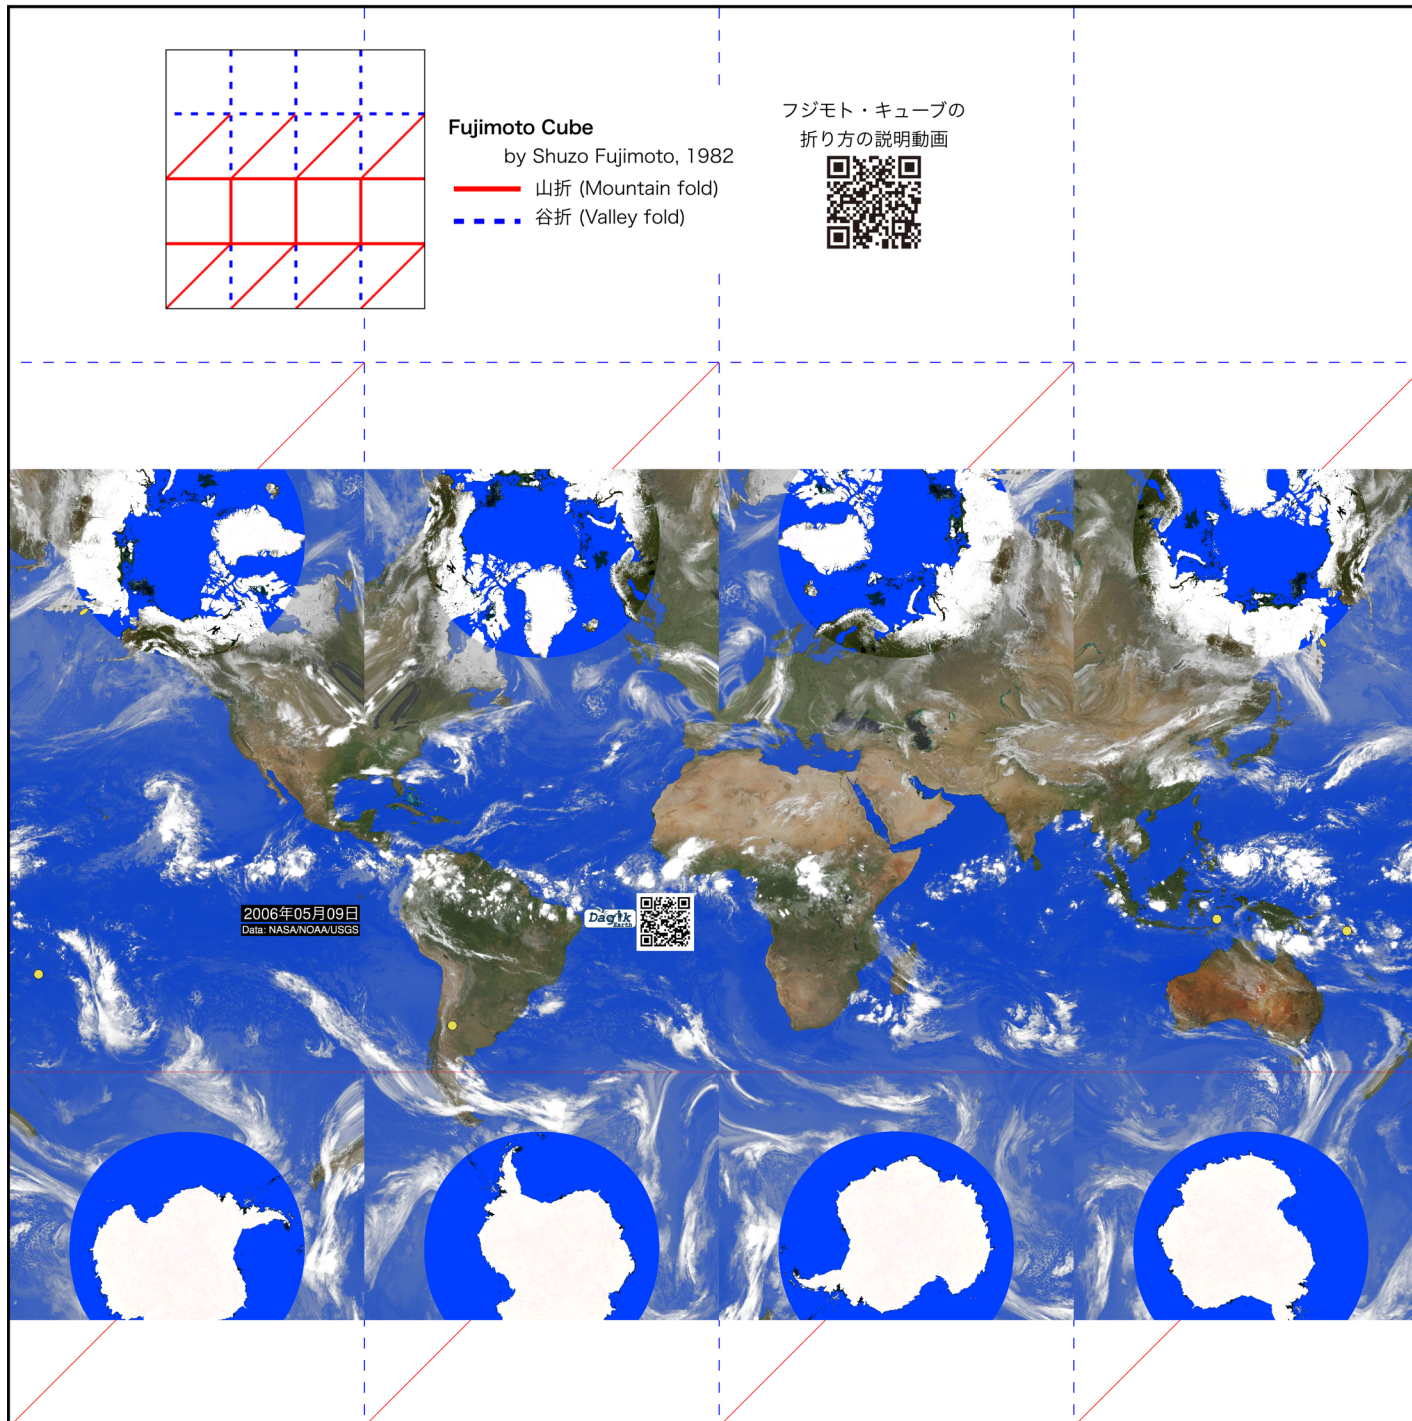 Fujimoto Cube
by Shuzo Fujimoto, 1982
山折 (Mountain fold)
谷折 (Valley fold)
フジモト・キューブの
折り方の説明動画
2006年05月09日
Data: NASA/NOAA/USGS
Dagik
Earth